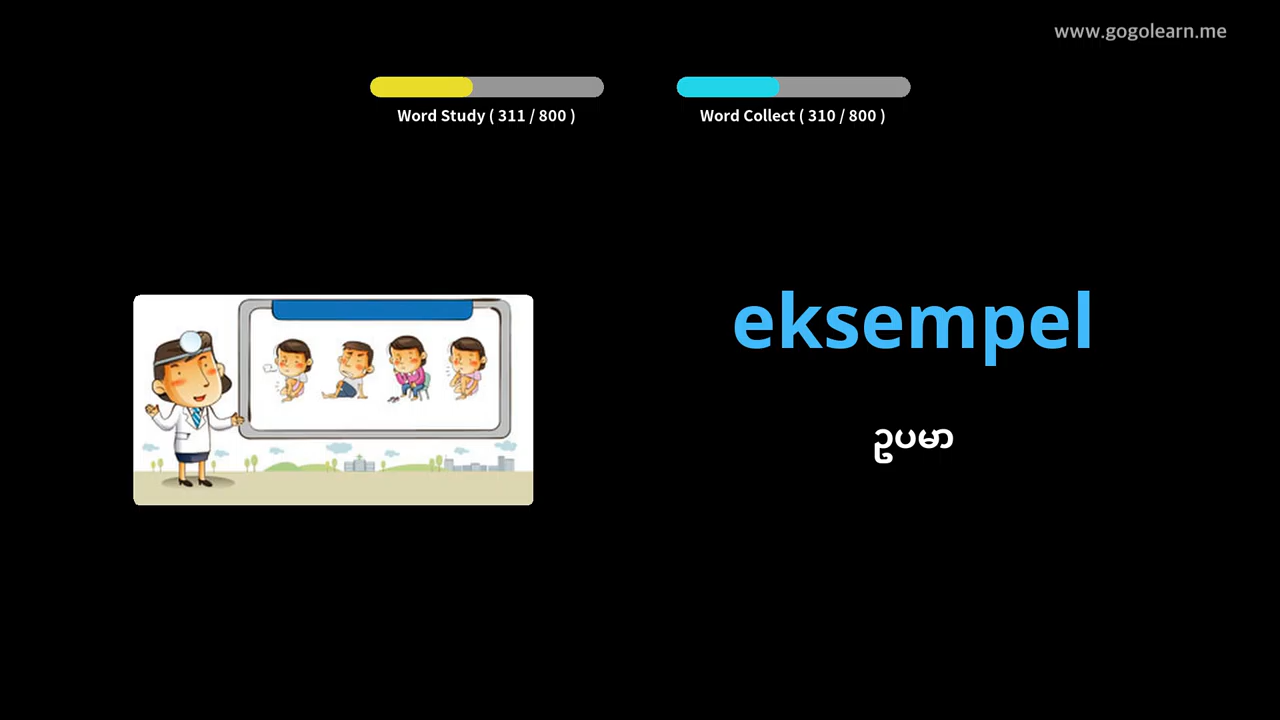 www.gogolearn.me
Word Study ( 311 / 800 )
Word Collect ( 310 / 800 )
eksempel
ဥပမာ